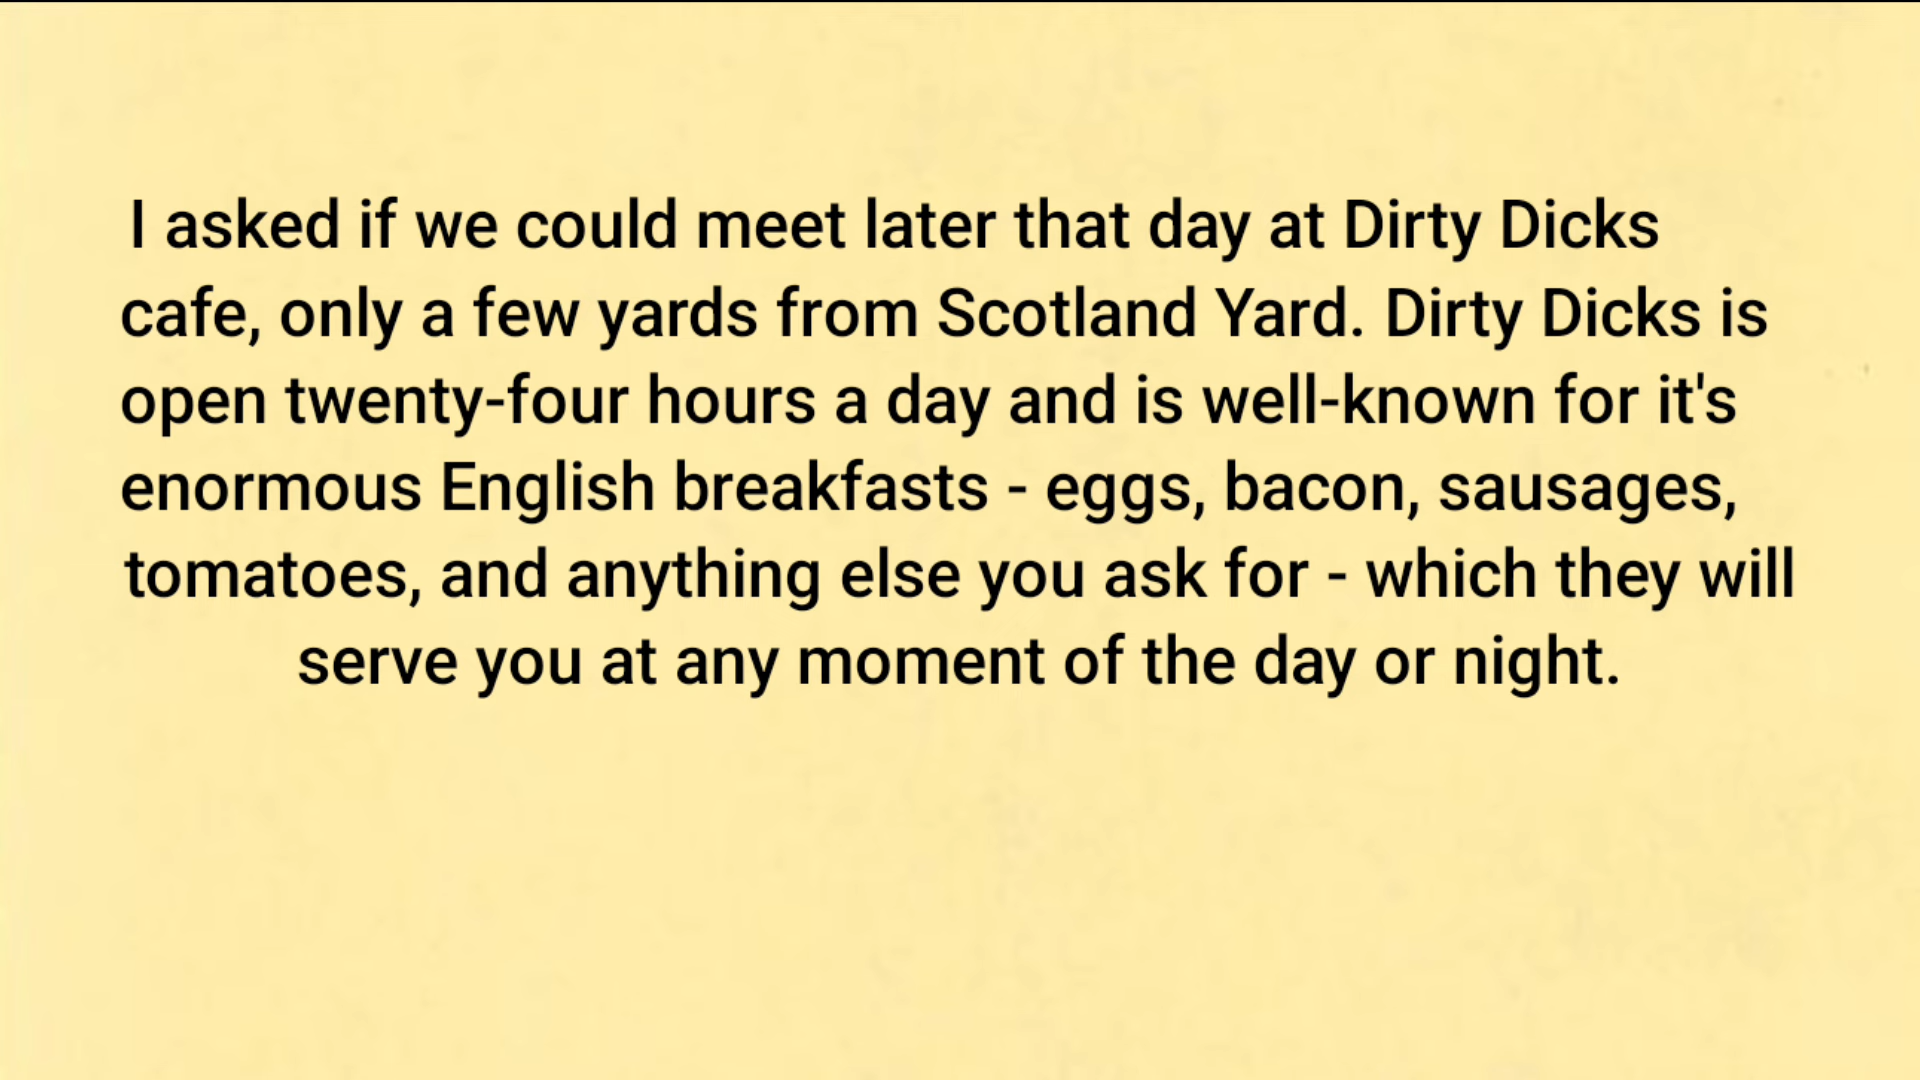 I asked if we could meet later that day at Dirty Dicks
cafe, only a few yards from Scotland Yard. Dirty Dicks is
open twenty-four hours a day and is well-known for it's
enormous English breakfasts - eggs, bacon, sausages,
tomatoes, and anything else you ask for - which they will
serve you at any moment of the day or night.